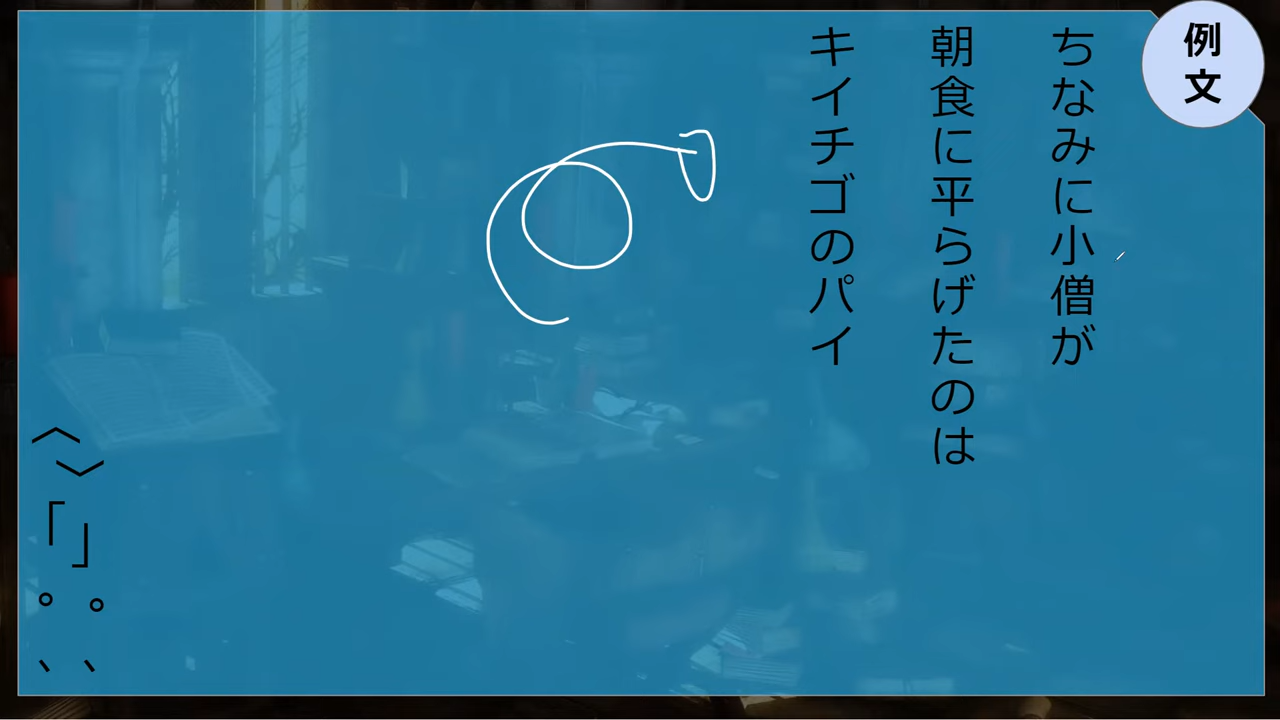 例文
ちなみに小僧が
朝食に平らげたのは
キイチゴのパイ
〈〉
「」
。。
、、